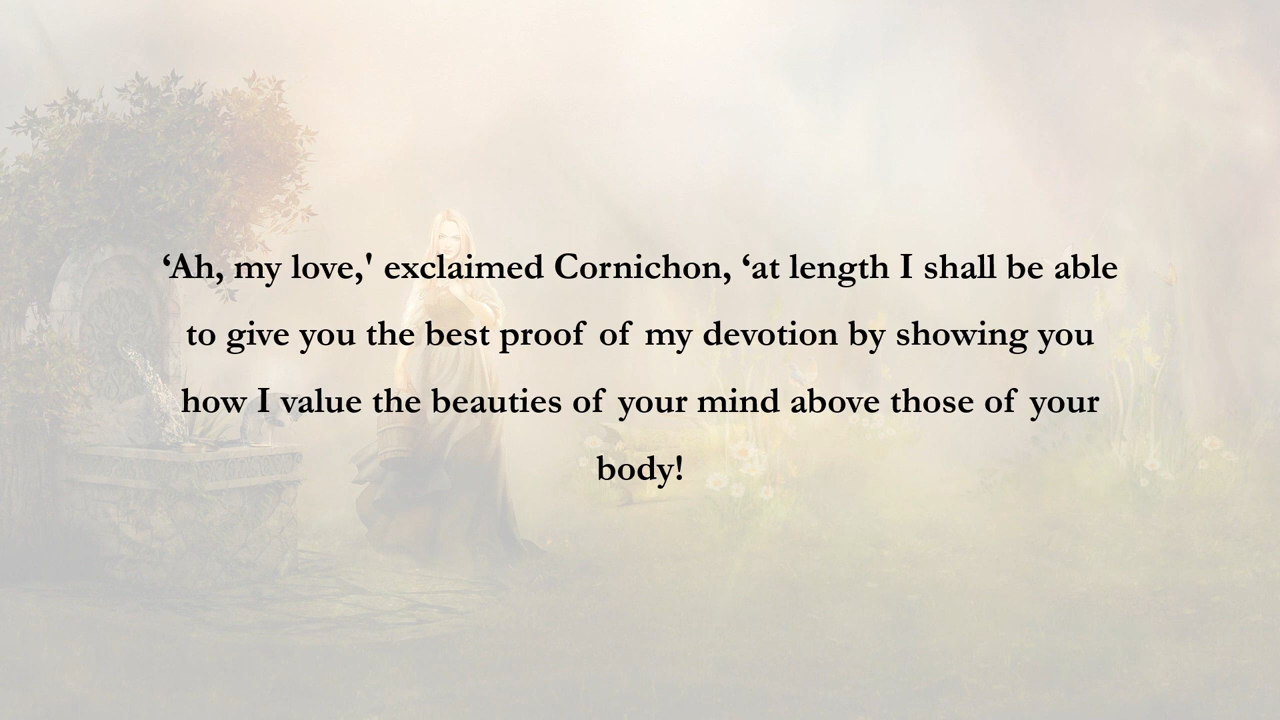 ‘Ah, my love,' exclaimed Cornichon, ‘at length I shall be able
to give you the best proof of my devotion by showing you
how I value the beauties of your mind above those of your
body!